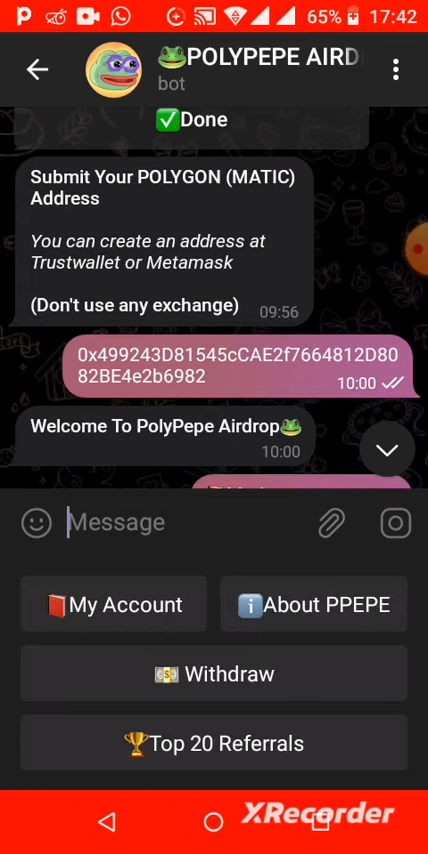 65% 17:42
🐸POLYPEPE AIRD
bot
✅Done
Submit Your POLYGON (MATIC)
Address
You can create an address at
Trustwallet or Metamask
(Don't use any exchange) 09:56
0x499243D81545cCAE2f7664812D80
82BE4e2b6982 10:00
Welcome To PolyPepe Airdrop🐸
10:00
Message
📕My Account
ℹ️About PPEPE
💵 Withdraw
🏆Top 20 Referrals
XRecorder